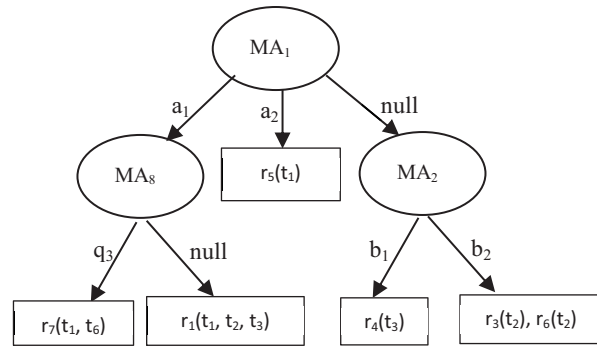 MA₁
a₁ a₂ null
MA₈ r₅(t₁) MA₂
q₃ null b₁ b₂
r₇(t₁, t₆) r₁(t₁, t₂, t₃) r₄(t₃) r₃(t₂), r₆(t₂)